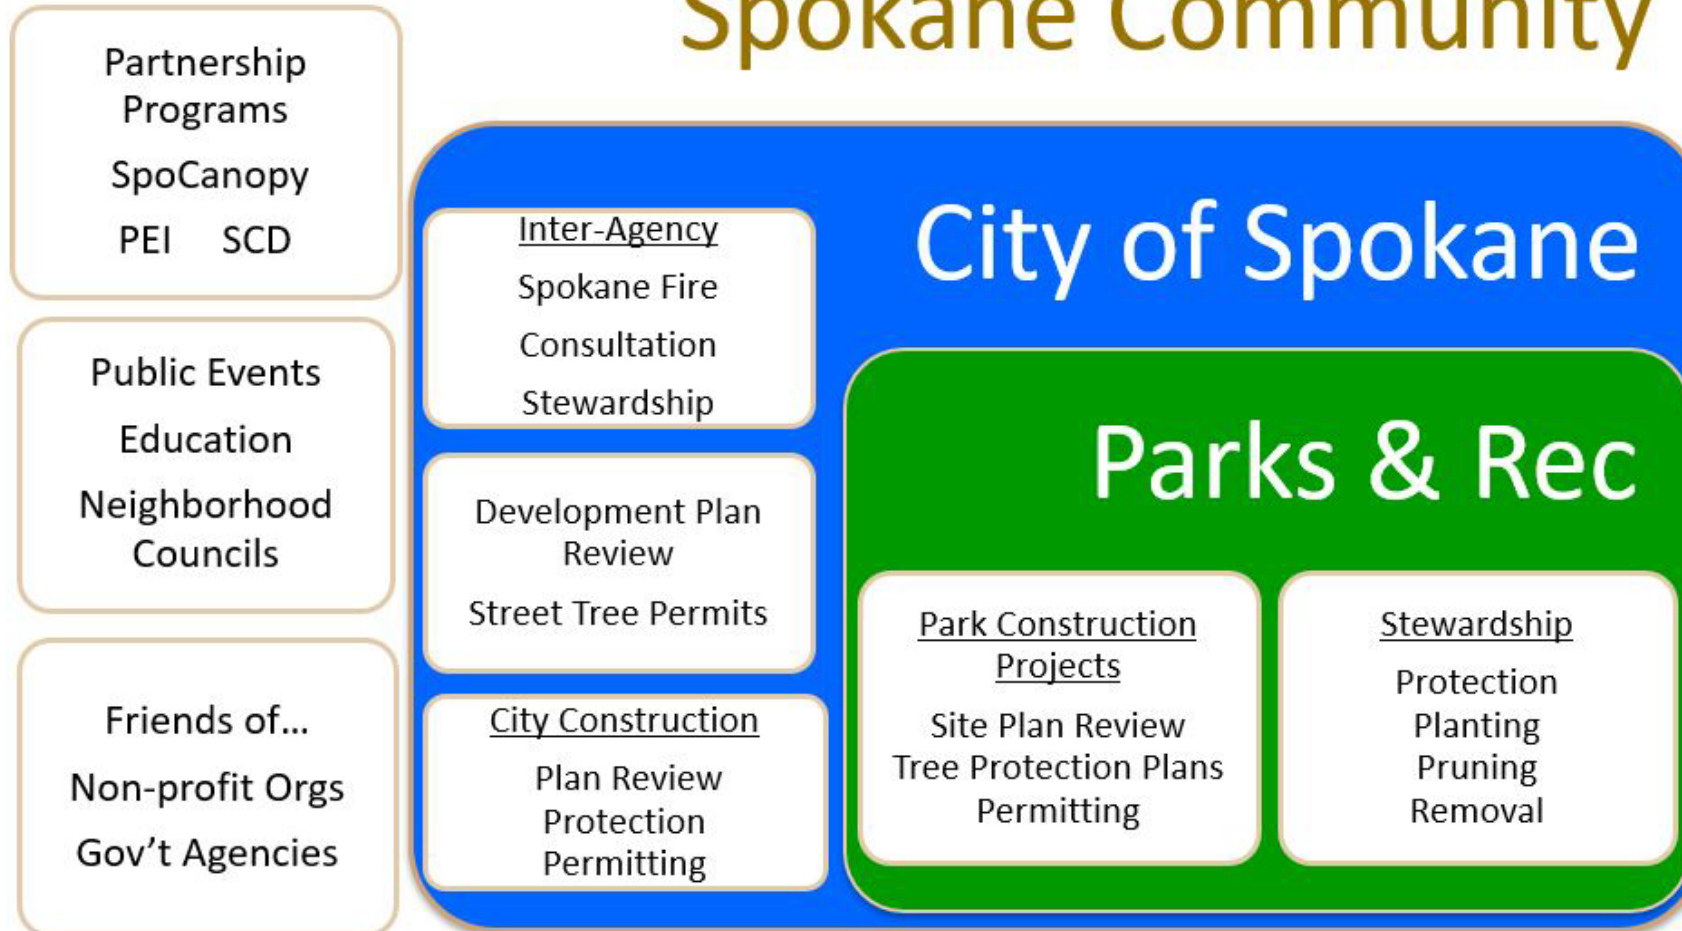 Spokane Community
Partnership
Programs
SpoCanopy
PEI SCD
Public Events
Education
Neighborhood
Councils
Friends of…
Non-profit Orgs
Gov’t Agencies
City of Spokane
Inter-Agency
Spokane Fire
Consultation
Stewardship
Development Plan
Review
Street Tree Permits
City Construction
Plan Review
Protection
Permitting
Parks & Rec
Park Construction
Projects
Site Plan Review
Tree Protection Plans
Permitting
Stewardship
Protection
Planting
Pruning
Removal